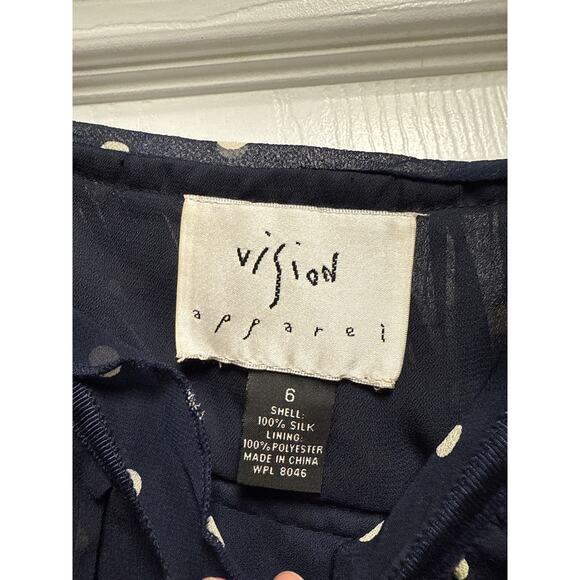 vision
apparel
6
SHELL:
100% SILK
LINING:
100% POLYESTER
MADE IN CHINA
WPL 8046